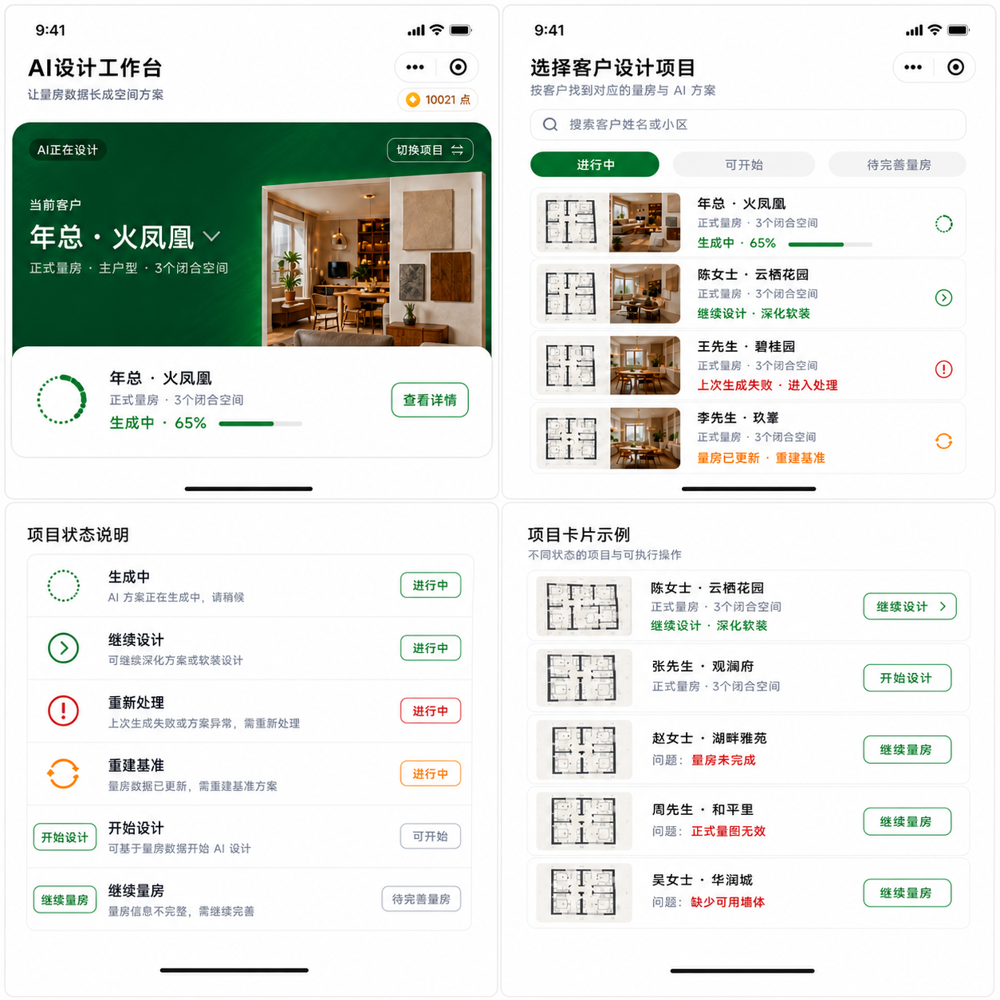 9:41
AI设计工作台
让量房数据长成空间方案
10021 点
AI正在设计
切换项目
当前客户
年总 · 火凤凰
正式量房 · 主户型 · 3个闭合空间
年总 · 火凤凰
正式量房 · 3个闭合空间
生成中 · 65%
查看详情
9:41
选择客户设计项目
按客户找到对应的量房与 AI 方案
搜索客户姓名或小区
进行中
可开始
待完善量房
年总 · 火凤凰
正式量房 · 3个闭合空间
生成中 · 65%
陈女士 · 云栖花园
正式量房 · 3个闭合空间
继续设计 · 深化软装
王先生 · 碧桂园
正式量房 · 3个闭合空间
上次生成失败 · 进入处理
李先生 · 玖峯
正式量房 · 3个闭合空间
量房已更新 · 重建基准
项目状态说明
生成中
AI 方案正在生成中，请稍候
进行中
继续设计
可继续深化方案或软装设计
进行中
重新处理
上次生成失败或方案异常，需重新处理
进行中
重建基准
量房数据已更新，需重建基准方案
进行中
开始设计
开始设计
可基于量房数据开始 AI 设计
可开始
继续量房
继续量房
量房信息不完整，需继续完善
待完善量房
项目卡片示例
不同状态的项目与可执行操作
陈女士 · 云栖花园
正式量房 · 3个闭合空间
继续设计 · 深化软装
继续设计
张先生 · 观澜府
正式量房 · 3个闭合空间
开始设计
赵女士 · 湖畔雅苑
问题：量房未完成
继续量房
周先生 · 和平里
问题：正式量图无效
继续量房
吴女士 · 华润城
问题：缺少可用墙体
继续量房